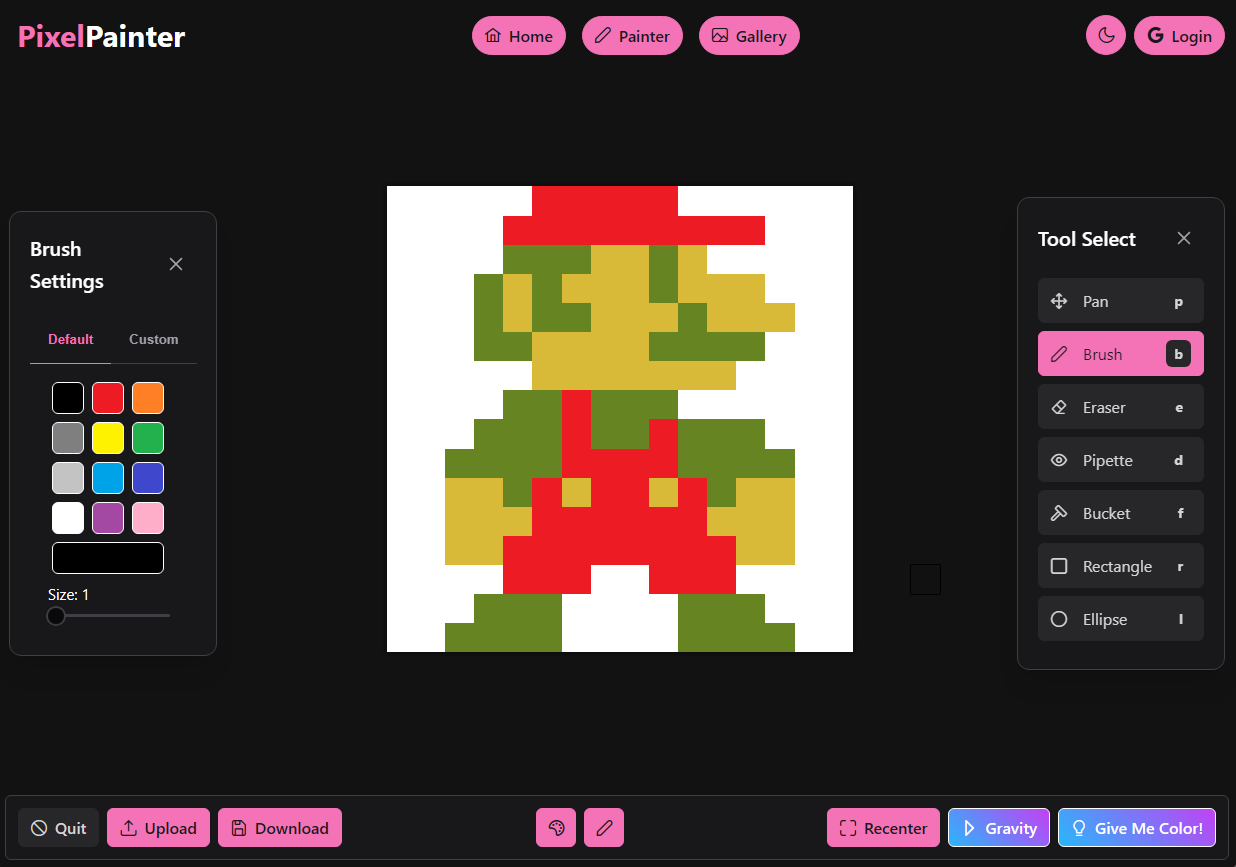 PixelPainter
Home
Painter
Gallery
Login
Brush
Settings
Default
Custom
Size: 1
Tool Select
Pan p
Brush b
Eraser e
Pipette d
Bucket f
Rectangle r
Ellipse l
Quit
Upload
Download
Recenter
Gravity
Give Me Color!